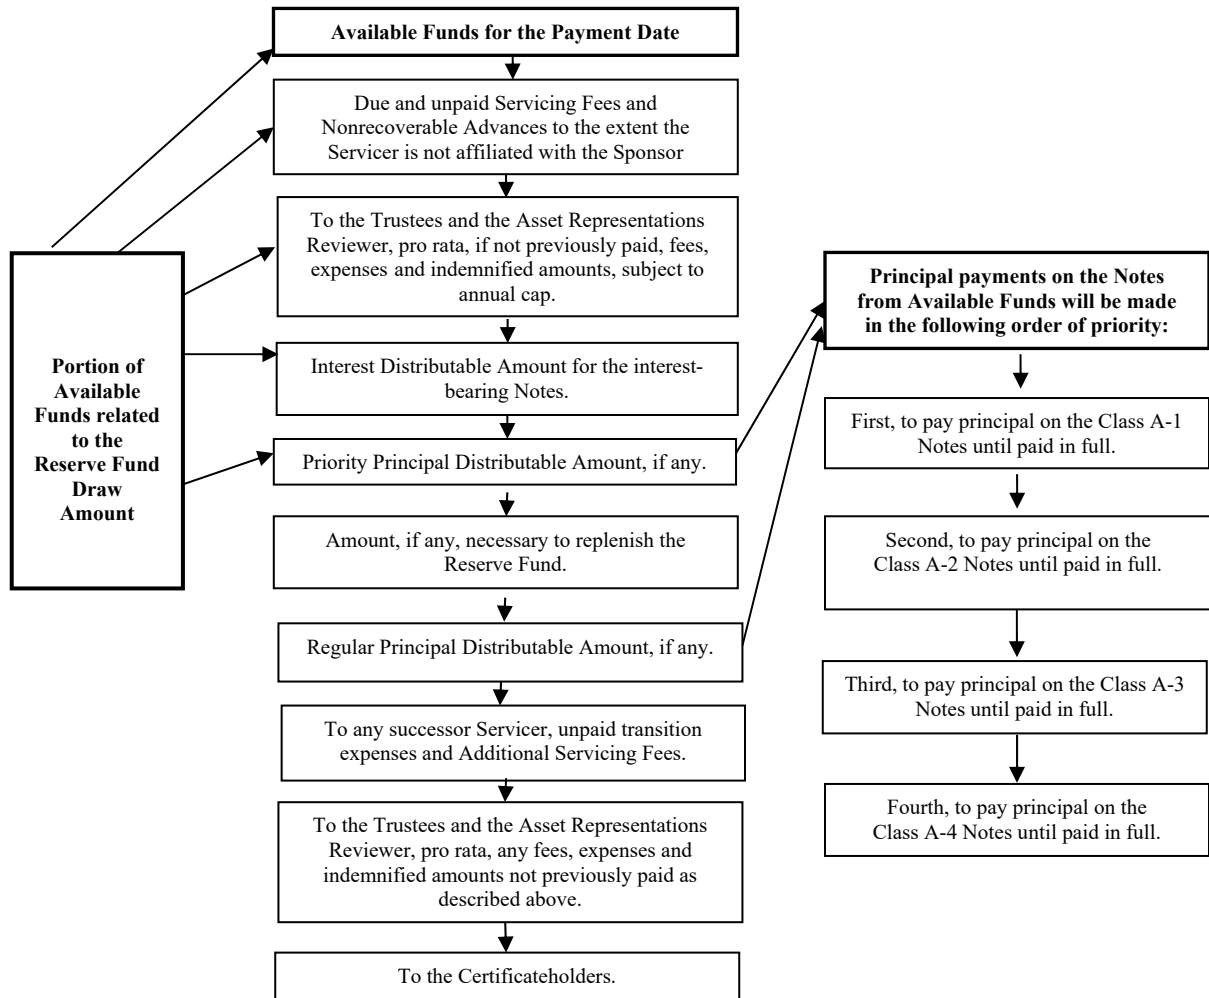 Available Funds for the Payment Date
Due and unpaid Servicing Fees and
Nonrecoverable Advances to the extent the
Servicer is not affiliated with the Sponsor
To the Trustees and the Asset Representations
Reviewer, pro rata, if not previously paid, fees,
expenses and indemnified amounts, subject to
annual cap.
Interest Distributable Amount for the interest-
bearing Notes.
Priority Principal Distributable Amount, if any.
Amount, if any, necessary to replenish the
Reserve Fund.
Regular Principal Distributable Amount, if any.
To any successor Servicer, unpaid transition
expenses and Additional Servicing Fees.
To the Trustees and the Asset Representations
Reviewer, pro rata, any fees, expenses and
indemnified amounts not previously paid as
described above.
To the Certificateholders.
Portion of
Available
Funds related
to the
Reserve Fund
Draw
Amount
Principal payments on the Notes
from Available Funds will be made
in the following order of priority:
First, to pay principal on the Class A-1
Notes until paid in full.
Second, to pay principal on the
Class A-2 Notes until paid in full.
Third, to pay principal on the Class A-3
Notes until paid in full.
Fourth, to pay principal on the
Class A-4 Notes until paid in full.